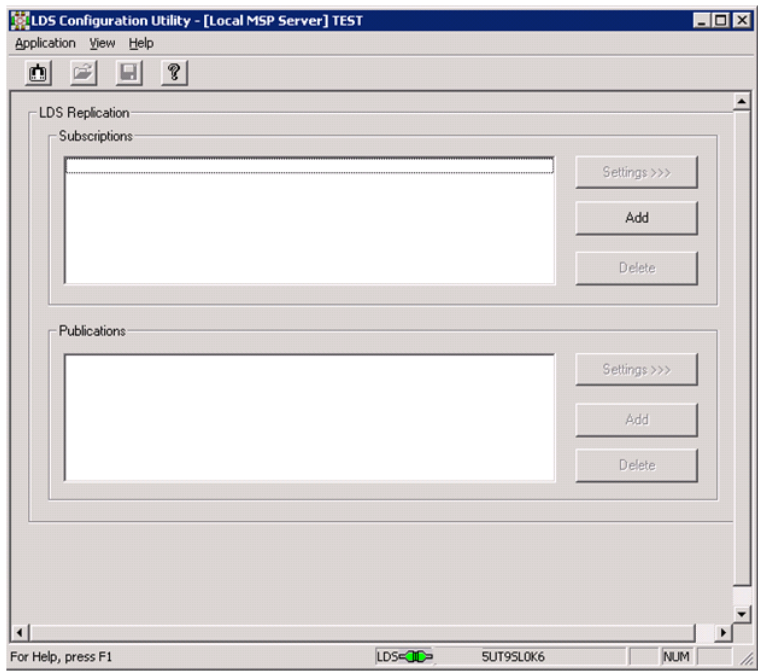 LDS Configuration Utility - [Local MSP Server] TEST
Application View Help
LDS Replication
Subscriptions
Settings >>>
Add
Delete
Publications
Settings >>>
Add
Delete
For Help, press F1 LDS 5UT9SL0K6 NUM